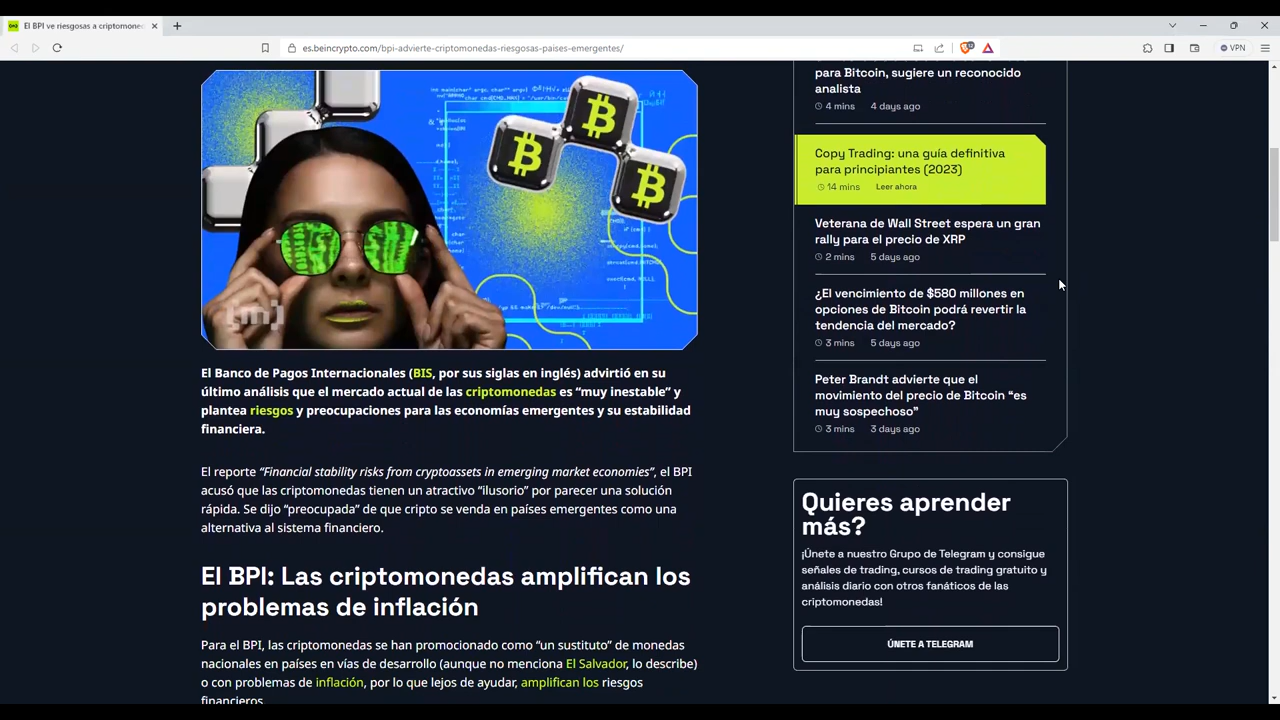 El BPI ve riesgosas a criptomoned
VPN
es.beincrypto.com/bpi-advierte-criptomonedas-riesgosas-paises-emergentes/
El Banco de Pagos Internacionales (BIS, por sus siglas en inglés) advirtió en su
último análisis que el mercado actual de las criptomonedas es “muy inestable” y
plantea riesgos y preocupaciones para las economías emergentes y su estabilidad
financiera.
El reporte “Financial stability risks from cryptoassets in emerging market economies”, el BPI
acusó que las criptomonedas tienen un atractivo “ilusorio” por parecer una solución
rápida. Se dijo “preocupada” de que cripto se venda en países emergentes como una
alternativa al sistema financiero.
El BPI: Las criptomonedas amplifican los
problemas de inflación
Para el BPI, las criptomonedas se han promocionado como “un sustituto” de monedas
nacionales en países en vías de desarrollo (aunque no menciona El Salvador, lo describe)
o con problemas de inflación, por lo que lejos de ayudar, amplifican los riesgos
financieros.
para Bitcoin, sugiere un reconocido
analista
4 mins 4 days ago
Copy Trading: una guía definitiva
para principiantes (2023)
14 mins Leer ahora
Veterana de Wall Street espera un gran
rally para el precio de XRP
2 mins 5 days ago
¿El vencimiento de $580 millones en
opciones de Bitcoin podrá revertir la
tendencia del mercado?
3 mins 5 days ago
Peter Brandt advierte que el
movimiento del precio de Bitcoin “es
muy sospechoso”
3 mins 3 days ago
Quieres aprender
más?
¡Únete a nuestro Grupo de Telegram y consigue
señales de trading, cursos de trading gratuito y
análisis diario con otros fanáticos de las
criptomonedas!
ÚNETE A TELEGRAM